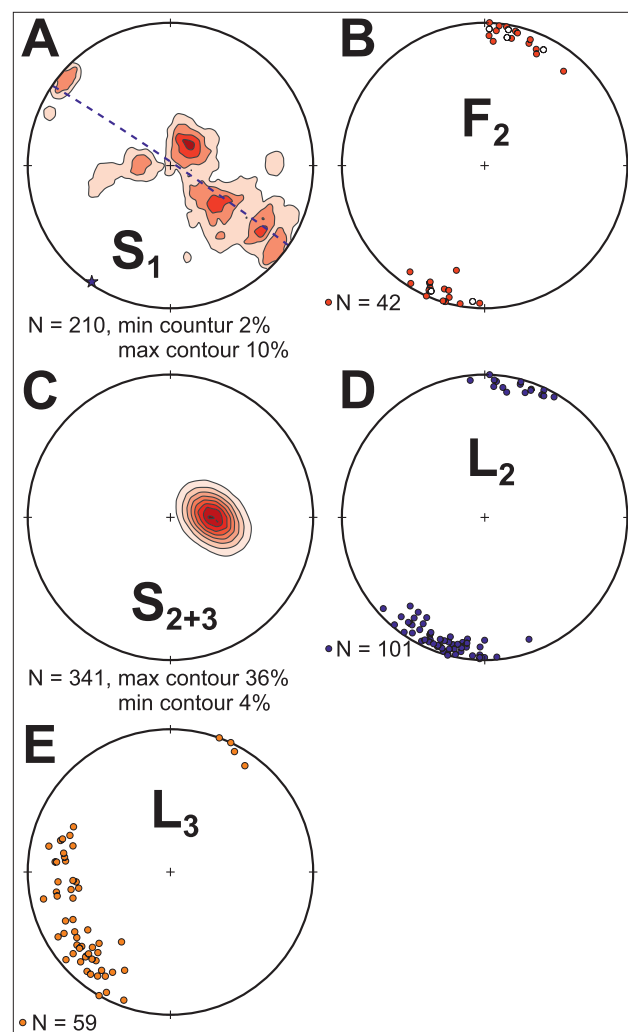 A
S1
N = 210, min countur 2%
max contour 10%
B
F2
N = 42
C
S2+3
N = 341, max contour 36%
min contour 4%
D
L2
N = 101
E
L3
N = 59